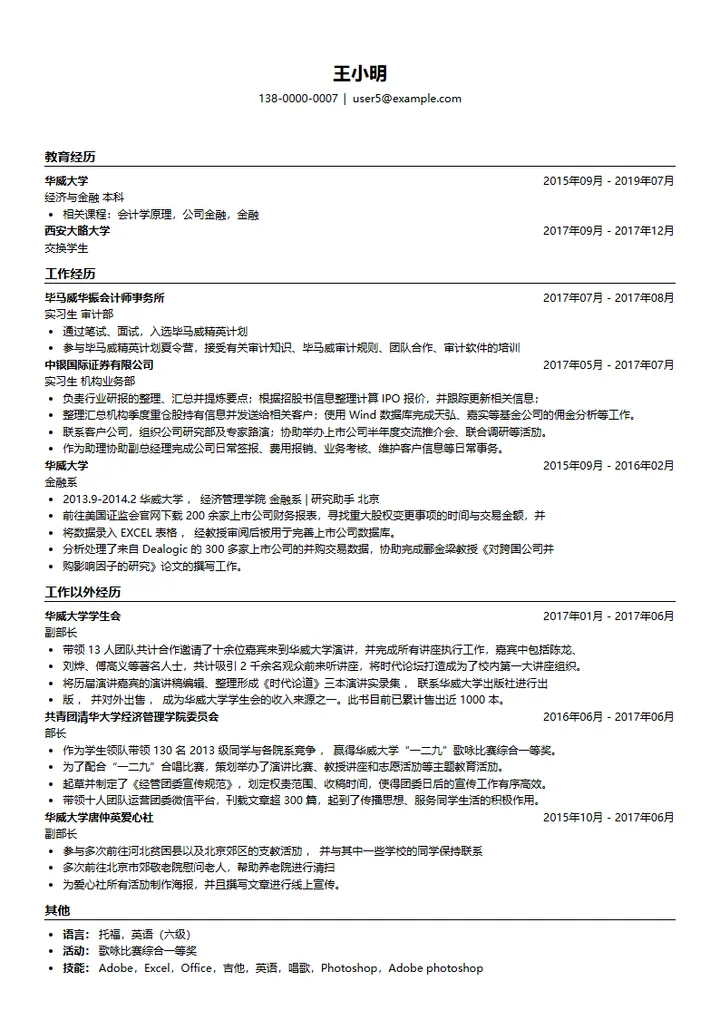 王小明
138-0000-0007 | user5@example.com
教育经历
华威大学 2015年09月 - 2019年07月
经济与金融 本科
• 相关课程：会计学原理，公司金融，金融
西安大略大学 2017年09月 - 2017年12月
交换学生
工作经历
毕马威华振会计师事务所 2017年07月 - 2017年08月
实习生 审计部
• 通过笔试、面试，入选毕马威精英计划
• 参与毕马威精英计划夏令营，接受有关审计知识、毕马威审计规则、团队合作、审计软件的培训
中银国际证券有限公司 2017年05月 - 2017年07月
实习生 机构业务部
• 负责行业研报的整理、汇总并提炼要点；根据招股书信息整理计算 IPO 报价，并跟踪更新相关信息；
• 整理汇总机构季度重仓股持有信息并发送给相关客户；使用 Wind 数据库完成天弘、嘉实等基金公司的佣金分析等工作。
• 联系客户公司，组织公司研究部及专家路演；协助举办上市公司半年度交流推介会、联合调研等活动。
• 作为助理协助副总经理完成公司日常签报、费用报销、业务考核、维护客户信息等日常事务。
华威大学 2015年09月 - 2016年02月
金融系
• 2013.9-2014.2 华威大学 ， 经济管理学院 金融系 | 研究助手 北京
• 前往美国证监会官网下载 200 余家上市公司财务报表，寻找重大股权变更事项的时间与交易金额，并
• 将数据录入 EXCEL 表格 ， 经教授审阅后被用于完善上市公司数据库。
• 分析处理了来自 Dealogic 的 300 多家上市公司的并购交易数据，协助完成郦金梁教授《对跨国公司并
• 购影响因子的研究》论文的撰写工作。
工作以外经历
华威大学学生会 2017年01月 - 2017年06月
副部长
• 带领 13 人团队共计合作邀请了十余位嘉宾来到华威大学演讲，并完成所有讲座执行工作，嘉宾中包括陈龙、
• 刘烨、傅高义等著名人士，共计吸引 2 千余名观众前来听讲座，将时代论坛打造成为了校内第一大讲座组织。
• 将历届演讲嘉宾的演讲稿编辑、整理形成《时代论道》三本演讲实录集 ， 联系华威大学出版社进行出
• 版 ， 并对外出售 ， 成为华威大学学生会的收入来源之一。此书目前已累计售出近 1000 本。
共青团清华大学经济管理学院委员会 2016年06月 - 2017年06月
部长
• 作为学生领队带领 130 名 2013 级同学与各院系竞争 ， 赢得华威大学“一二九”歌咏比赛综合一等奖。
• 为了配合“一二九”合唱比赛，策划举办了演讲比赛、教授讲座和志愿活动等主题教育活动。
• 起草并制定了《经管团委宣传规范》，划定权责范围、收稿时间，使得团委日后的宣传工作有序高效。
• 带领十人团队运营团委微信平台，刊载文章超 300 篇，起到了传播思想、服务同学生活的积极作用。
华威大学唐仲英爱心社 2015年10月 - 2017年06月
副部长
• 参与多次前往河北贫困县以及北京郊区的支教活动 ， 并与其中一些学校的同学保持联系
• 多次前往北京市郊敬老院慰问老人，帮助养老院进行清扫
• 为爱心社所有活动制作海报，并且撰写文章进行线上宣传。
其他
• 语言： 托福，英语（六级）
• 活动： 歌咏比赛综合一等奖
• 技能： Adobe，Excel，Office，吉他，英语，唱歌，Photoshop，Adobe photoshop